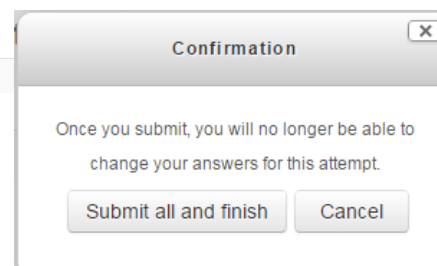 Confirmation
Once you submit, you will no longer be able to
change your answers for this attempt.
Submit all and finish
Cancel